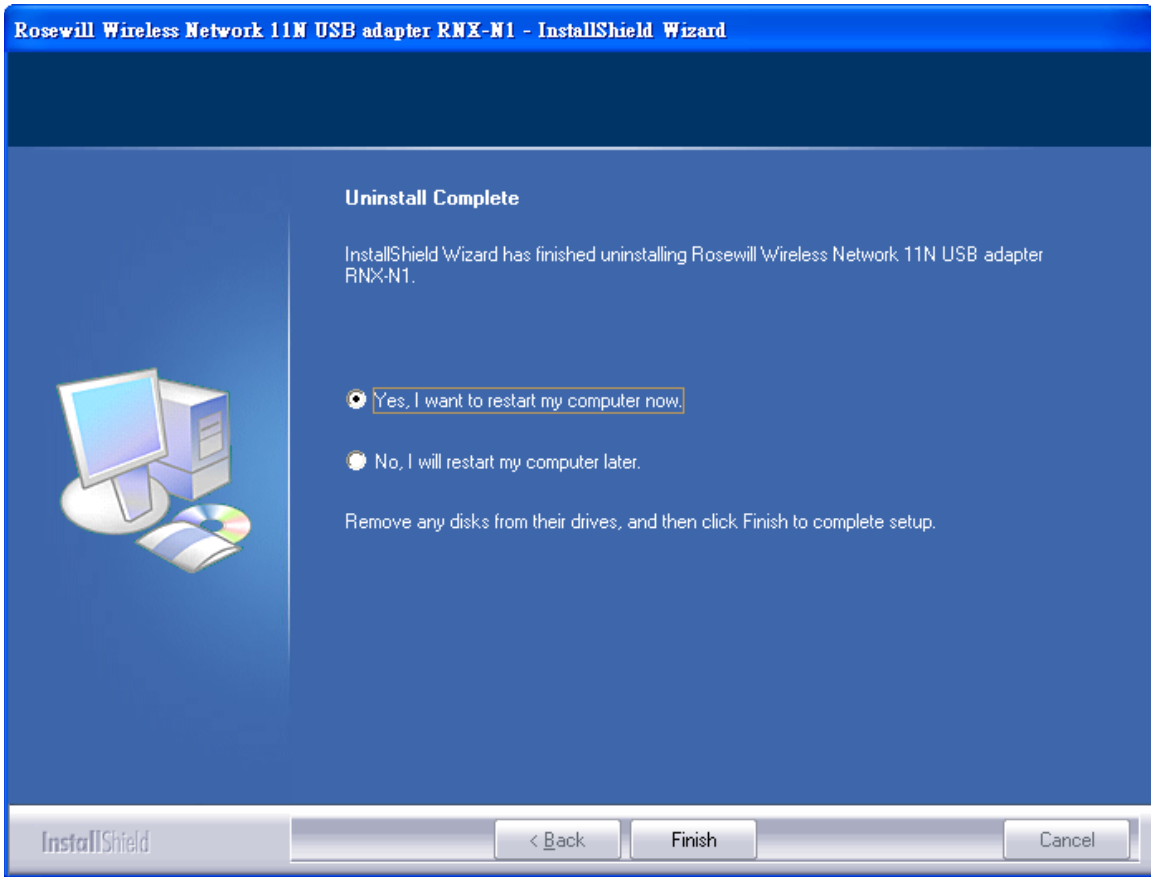 Rosewill Wireless Network 11N USB adapter RNX-N1 - InstallShield Wizard
Uninstall Complete
InstallShield Wizard has finished uninstalling Rosewill Wireless Network 11N USB adapter
RNX-N1.
Yes, I want to restart my computer now.
No, I will restart my computer later.
Remove any disks from their drives, and then click Finish to complete setup.
InstallShield
< Back
Finish
Cancel